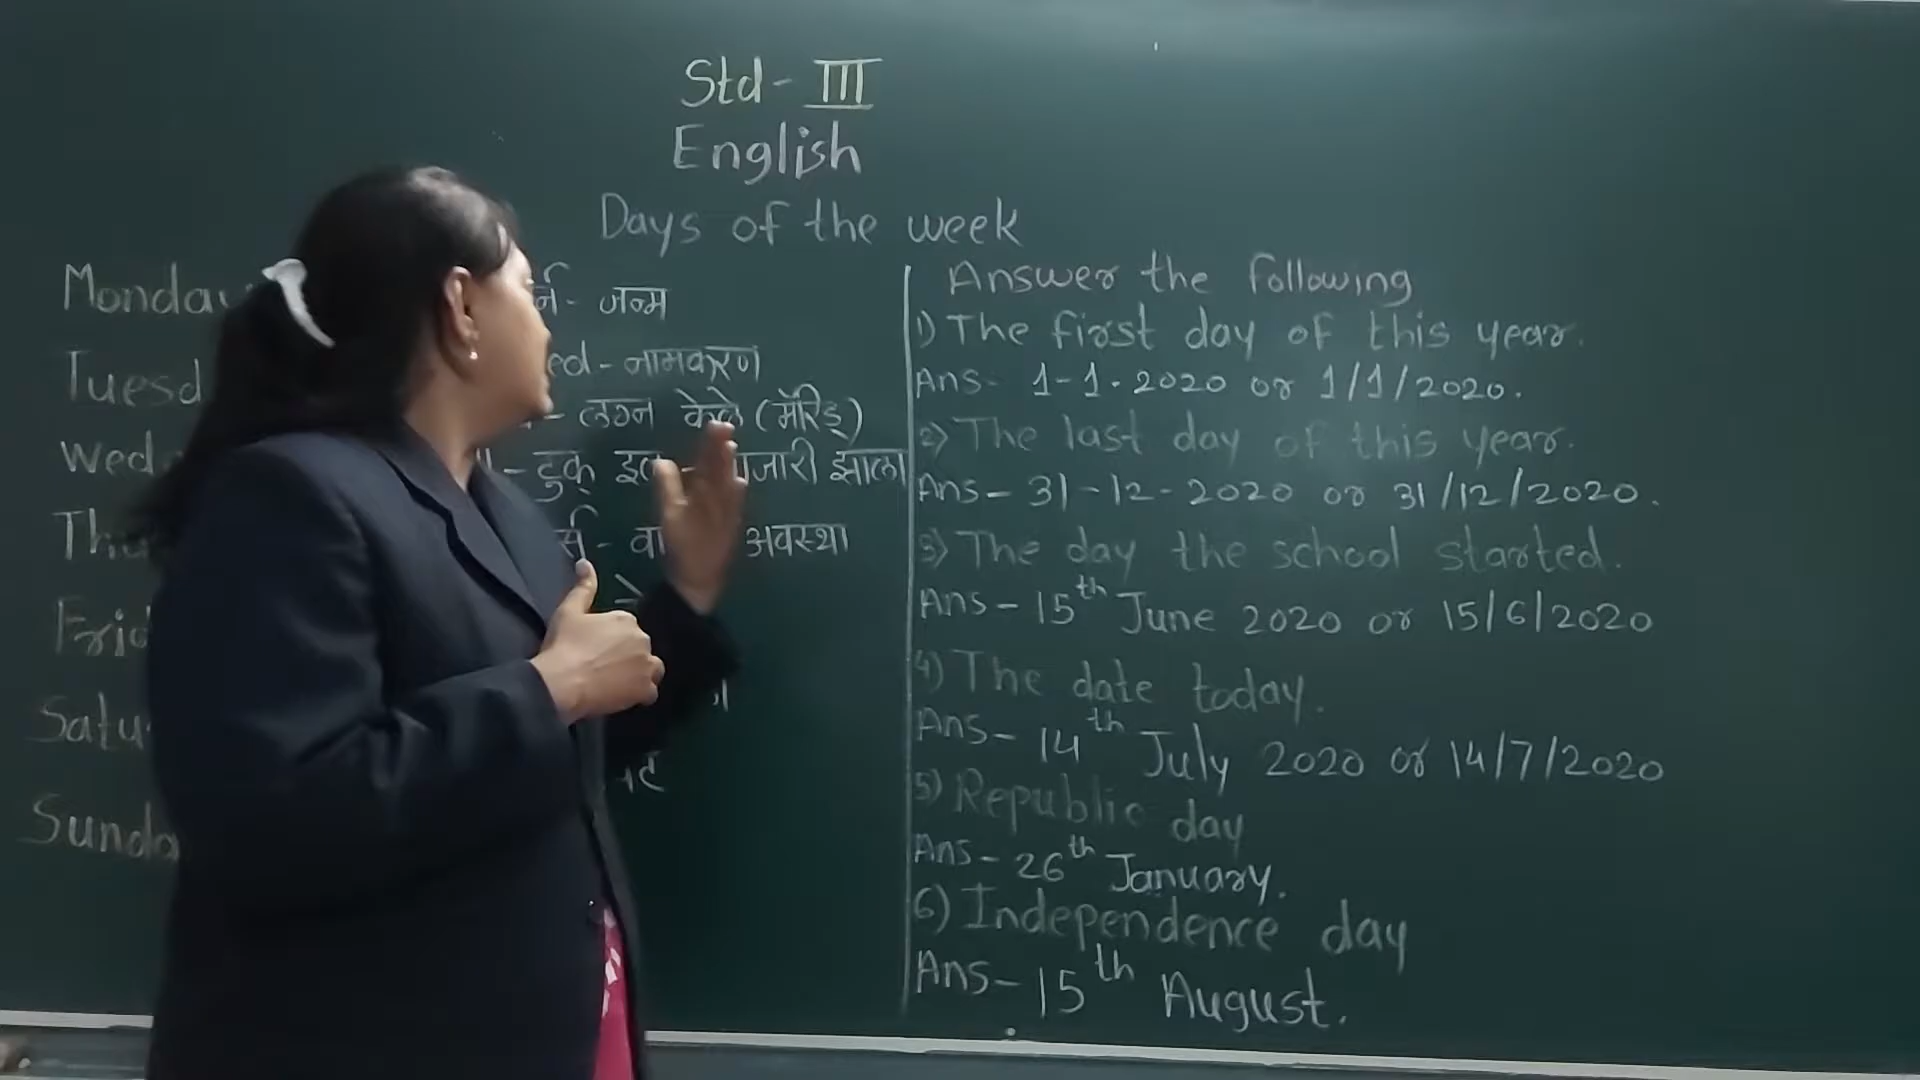 Std - III
English
Days of the week
Monday
र्न - जन्म
Tuesd
ed - नामकरण
- लग्न केले (मॅरिड्)
Wed
- टुक् इल -
जारी झाला
Thu
र्स - वा
अवस्था
Frid
Satu
Sunda
Answer the following
1) The first day of this year.
Ans - 1-1.2020 or 1/1/2020.
2) The last day of this year.
Ans - 31-12-2020 or 31/12/2020.
3) The day the school started.
Ans - 15th June 2020 or 15/6/2020
4) The date today.
Ans - 14th July 2020 or 14/7/2020
5) Republic day
Ans - 26th January.
6) Independence day
Ans - 15th August.